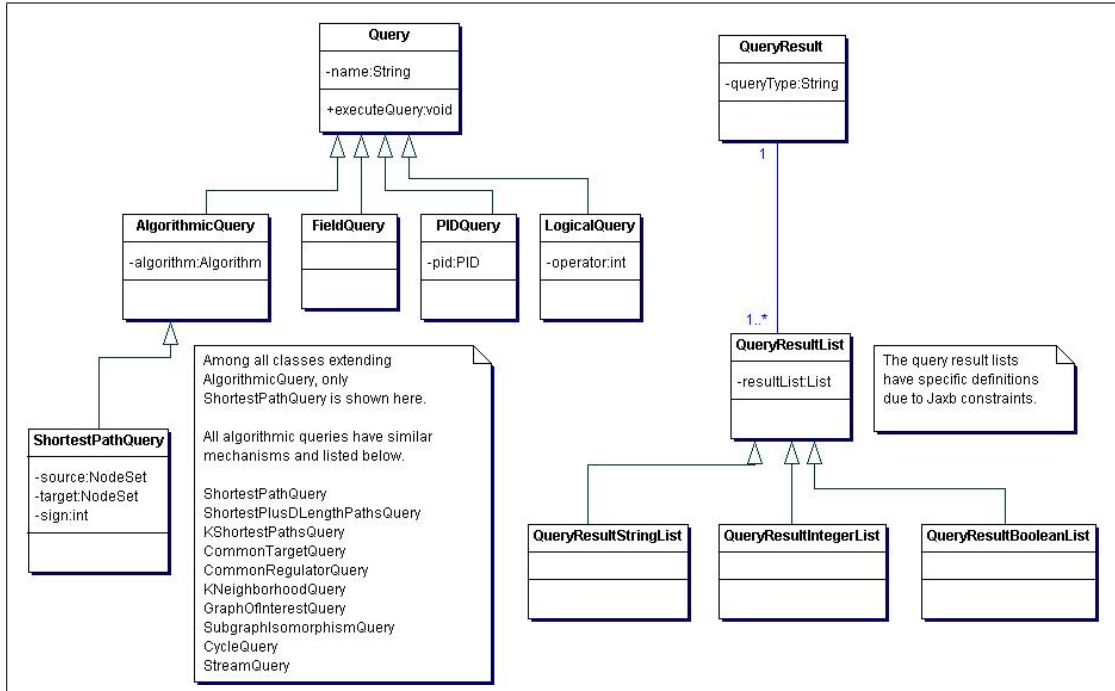 Query
-name:String
+executeQuery:void
QueryResult
-queryType:String
1
1..*
AlgorithmicQuery
-algorithm:Algorithm
FieldQuery
PIDQuery
-pid:PID
LogicalQuery
-operator:int
ShortestPathQuery
-source:NodeSet
-target:NodeSet
-sign:int
Among all classes extending
AlgorithmicQuery, only
ShortestPathQuery is shown here.
All algorithmic queries have similar
mechanisms and listed below.
ShortestPathQuery
ShortestPlusDLengthPathsQuery
KShortestPathsQuery
CommonTargetQuery
CommonRegulatorQuery
KNeighborhoodQuery
GraphOfInterestQuery
SubgraphIsomorphismQuery
CycleQuery
StreamQuery
QueryResultList
-resultList:List
The query result lists
have specific definitions
due to Jaxb constraints.
QueryResultStringList
QueryResultIntegerList
QueryResultBooleanList